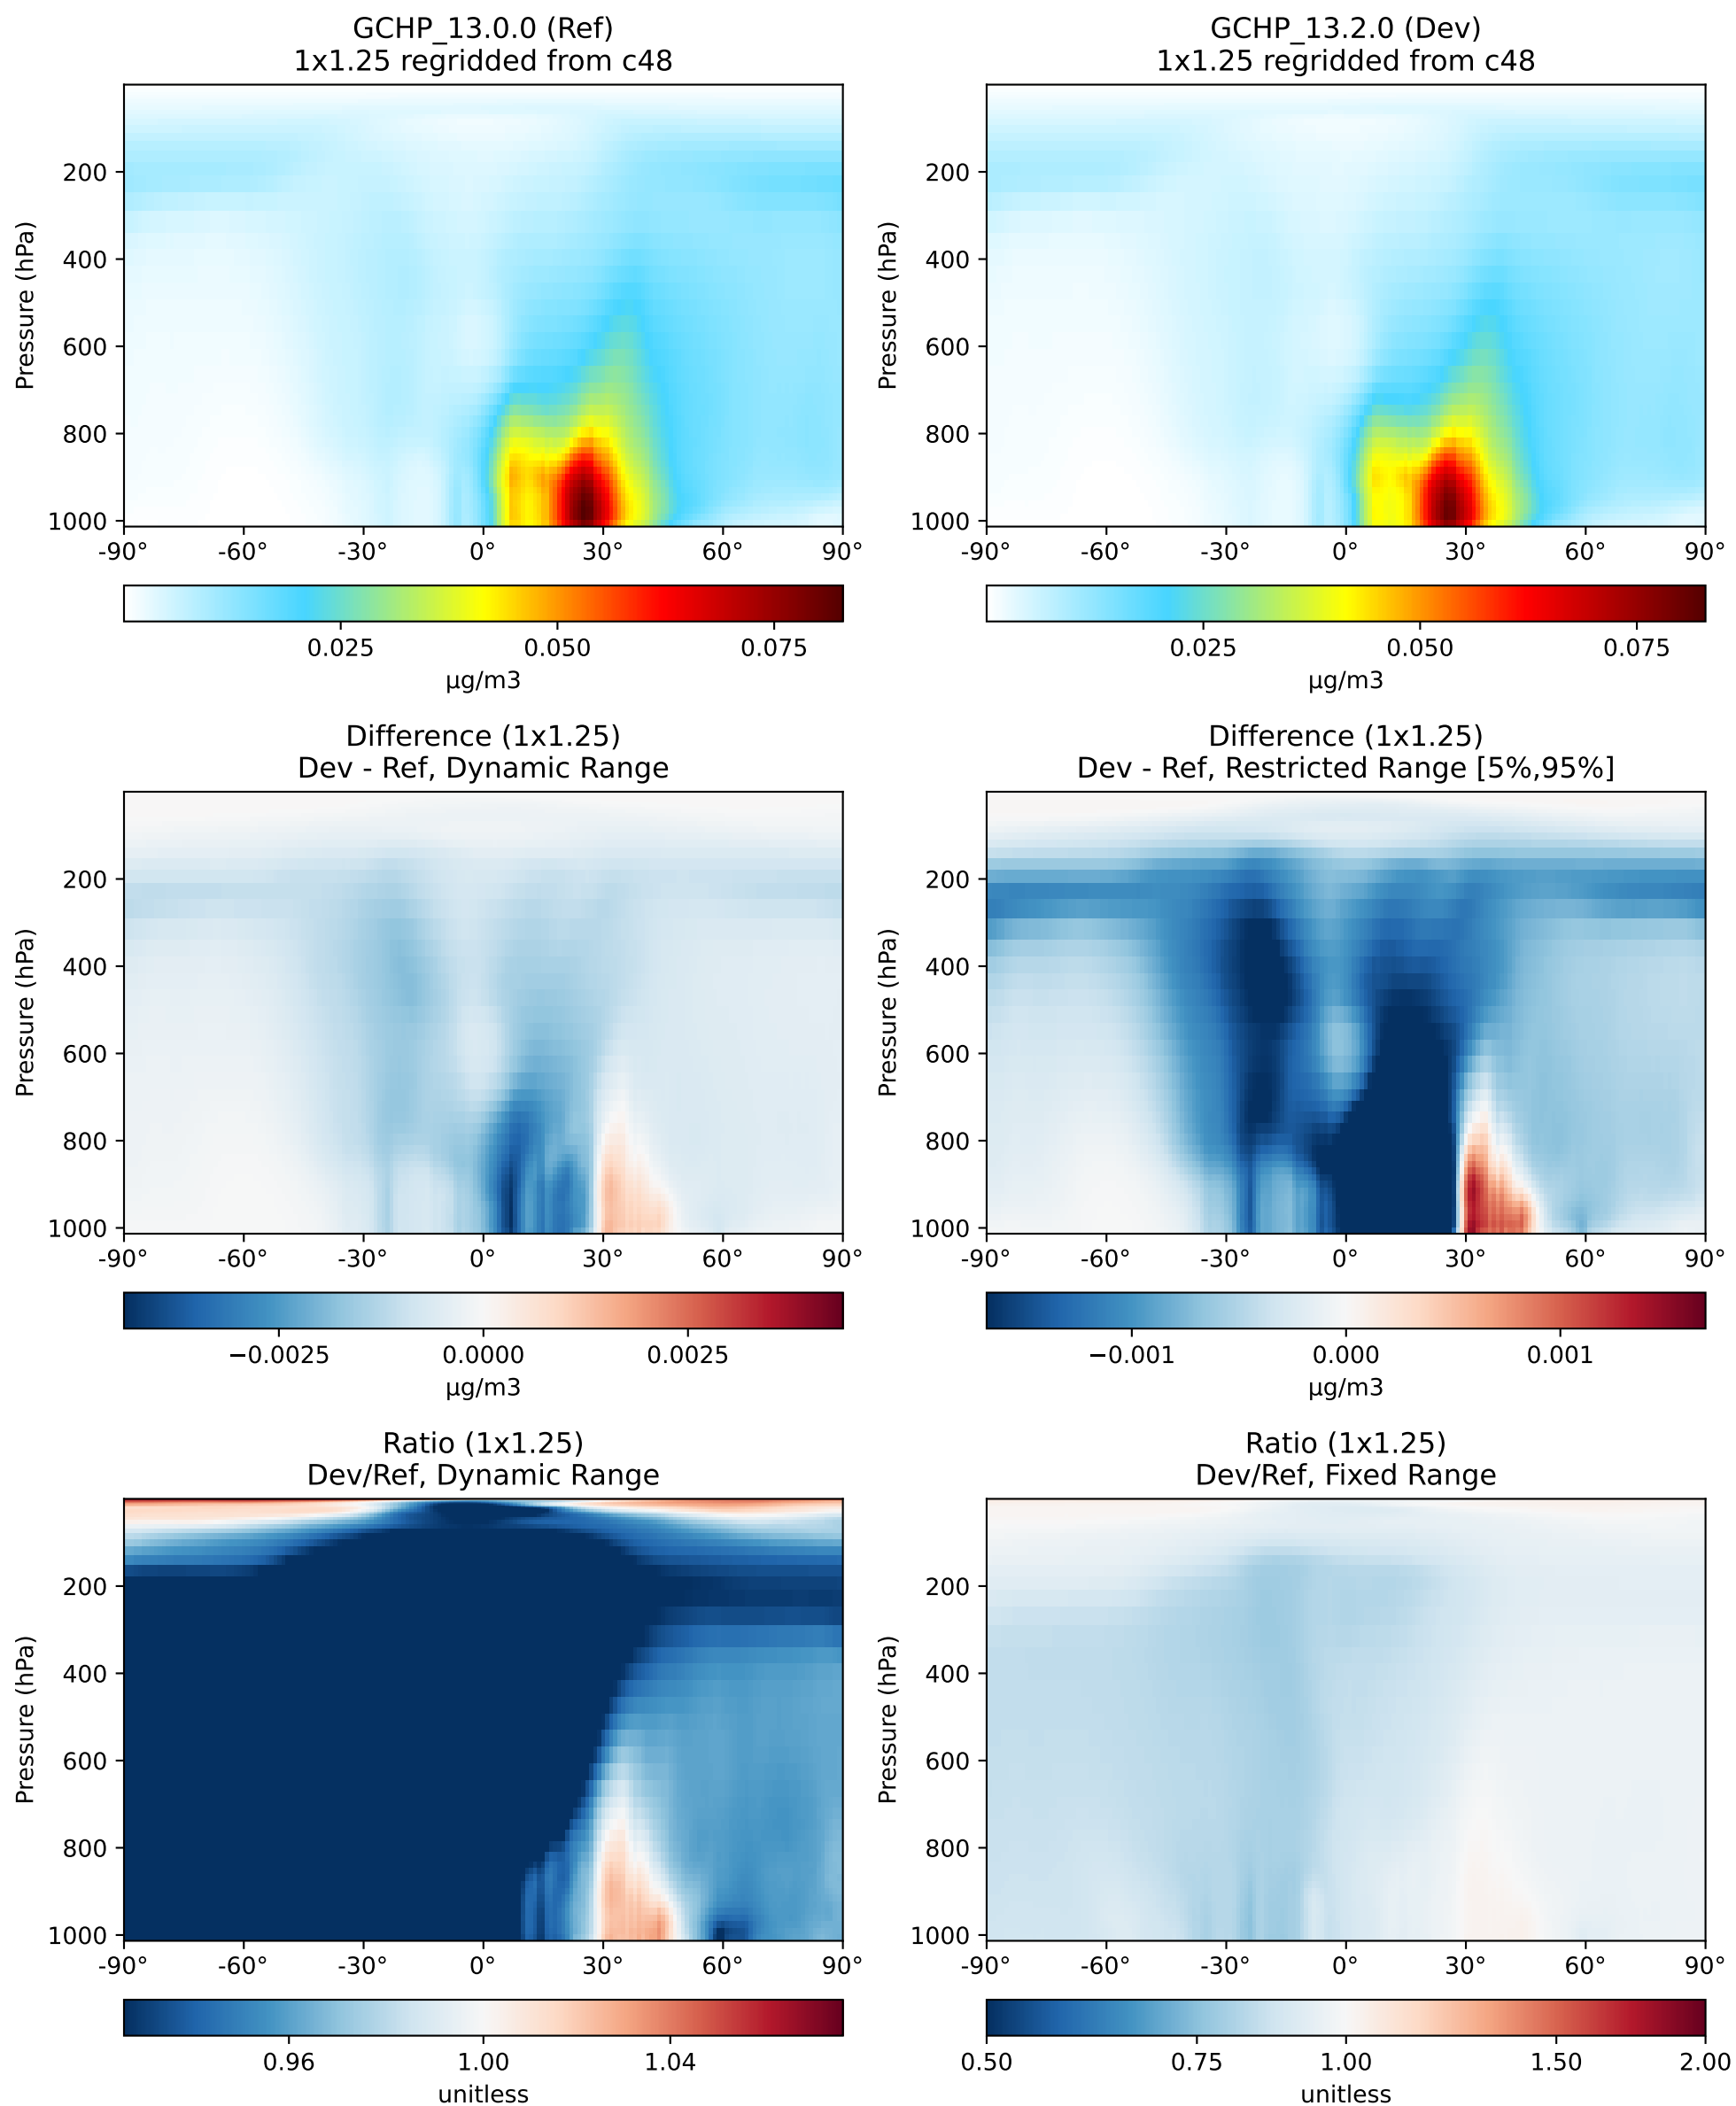 GCHP_13.0.0 (Ref)
1x1.25 regridded from c48
Pressure (hPa)
200
400
600
800
1000
-90° -60° -30° 0° 30° 60° 90°
0.025 0.050 0.075
µg/m3
GCHP_13.2.0 (Dev)
1x1.25 regridded from c48
Pressure (hPa)
200
400
600
800
1000
-90° -60° -30° 0° 30° 60° 90°
0.025 0.050 0.075
µg/m3
Difference (1x1.25)
Dev - Ref, Dynamic Range
Pressure (hPa)
200
400
600
800
1000
-90° -60° -30° 0° 30° 60° 90°
−0.0025 0.0000 0.0025
µg/m3
Difference (1x1.25)
Dev - Ref, Restricted Range [5%,95%]
Pressure (hPa)
200
400
600
800
1000
-90° -60° -30° 0° 30° 60° 90°
−0.001 0.000 0.001
µg/m3
Ratio (1x1.25)
Dev/Ref, Dynamic Range
Pressure (hPa)
200
400
600
800
1000
-90° -60° -30° 0° 30° 60° 90°
0.96 1.00 1.04
unitless
Ratio (1x1.25)
Dev/Ref, Fixed Range
Pressure (hPa)
200
400
600
800
1000
-90° -60° -30° 0° 30° 60° 90°
0.50 0.75 1.00 1.50 2.00
unitless